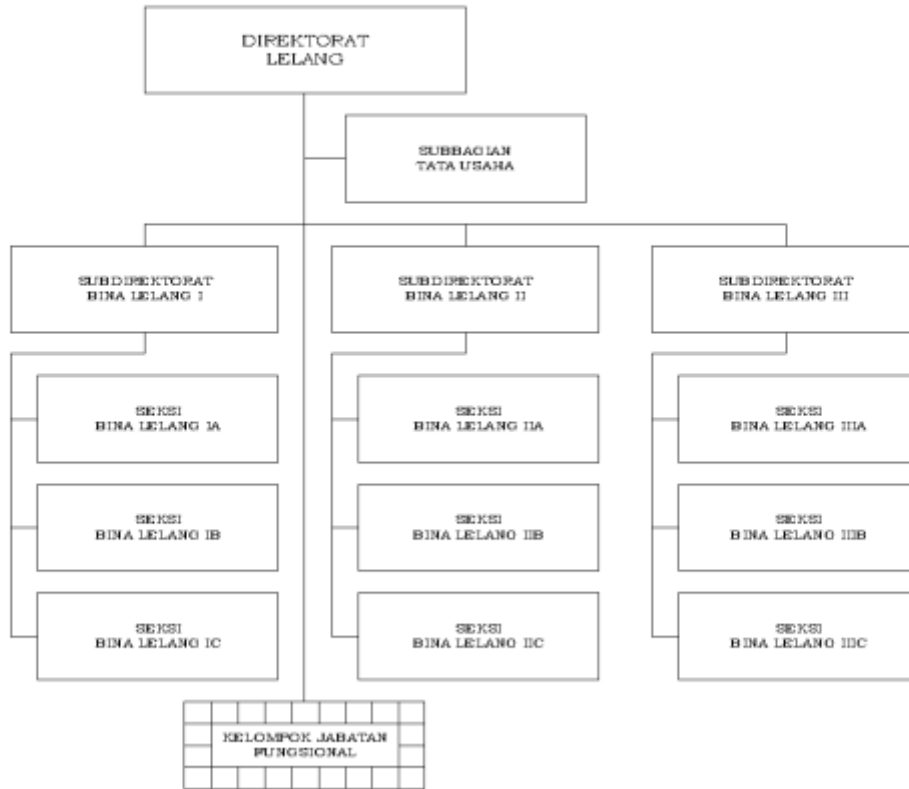 DIREKTORAT
LELANG
SUBBAGIAN
TATA USAHA
SUBDIREKTORAT
BINA LELANG I
SUBDIREKTORAT
BINA LELANG II
SUBDIREKTORAT
BINA LELANG III
SEKSI
BINA LELANG IA
SEKSI
BINA LELANG IIA
SEKSI
BINA LELANG IIIA
SEKSI
BINA LELANG IB
SEKSI
BINA LELANG IIB
SEKSI
BINA LELANG IIIB
SEKSI
BINA LELANG IC
SEKSI
BINA LELANG IIC
SEKSI
BINA LELANG IIIC
KELOMPOK JABATAN
FUNGSIONAL